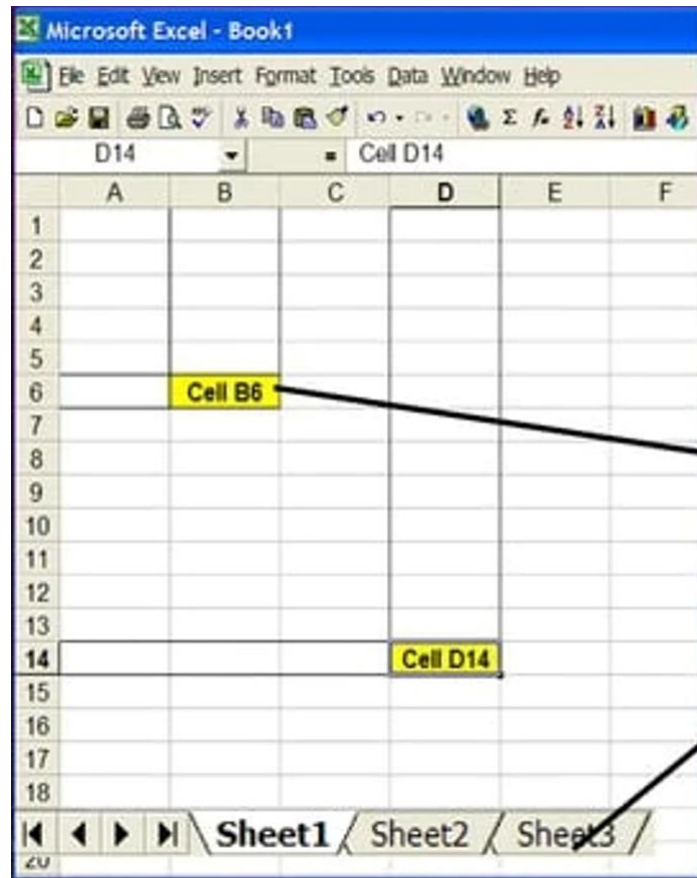 Microsoft Excel - Book1
File Edit View Insert Format Tools Data Window Help
D14 = Cell D14
A B C D E F
1
2
3
4
5
6 Cell B6
7
8
9
10
11
12
13
14 Cell D14
15
16
17
18
Sheet1 Sheet2 Sheet3
20